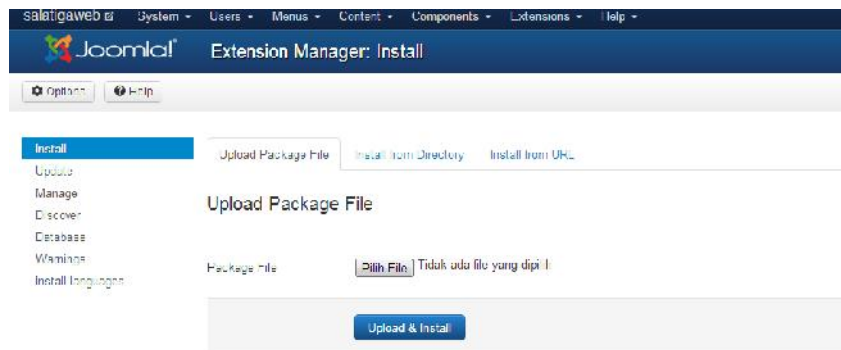 salatigaweb System Users Menus Content Components Extensions Help
Joomla! Extension Manager: Install
Options Help
Install
Upload Package File Install from Directory Install from URL
Update
Manage
Upload Package File
Discover
Database
Warnings
Package File Pilih File Tidak ada file yang dipilih
Install languages
Upload & Install